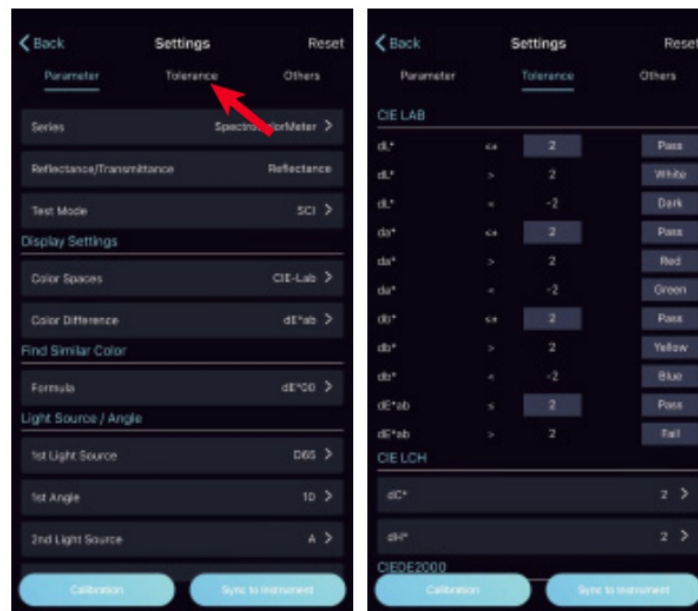 Back Settings Reset
Parameter Tolerance Others
Series SpectroColorMeter >
Reflectance/Transmittance Reflectance
Test Mode SCI >
Display Settings
Color Spaces CIE-Lab >
Color Difference dE*ab >
Find Similar Color
Formula dE*00 >
Light Source / Angle
1st Light Source D65 >
1st Angle 10 >
2nd Light Source A >
Calibration Sync to Instrument
Back Settings Reset
Parameter Tolerance Others
CIE LAB
dL* <= 2 Pass
dL* > 2 White
dL* < -2 Dark
da* <= 2 Pass
da* > 2 Red
da* < -2 Green
db* <= 2 Pass
db* > 2 Yellow
db* < -2 Blue
dE*ab ≤ 2 Pass
dE*ab > 2 Fail
CIE LCH
dC* 2 >
dH* 2 >
CIEDE2000
Calibration Sync to Instrument